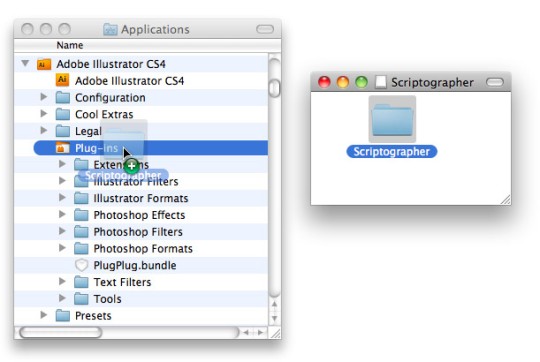 Applications
Name
Adobe Illustrator CS4
Ai Adobe Illustrator CS4
Configuration
Cool Extras
Legal
Plug-ins
Extensions
Scriptographer
Illustrator Filters
Illustrator Formats
Photoshop Effects
Photoshop Filters
Photoshop Formats
PlugPlug.bundle
Text Filters
Tools
Presets
Scriptographer
Scriptographer